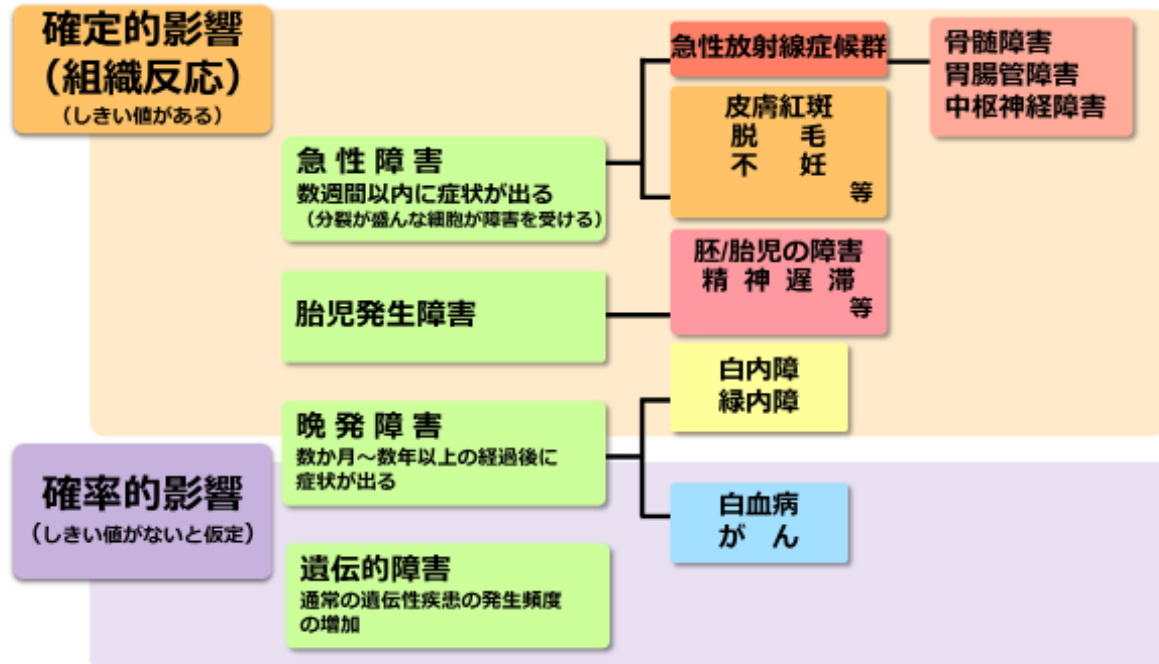 確定的影響
（組織反応）
（しきい値がある）
急性障害
数週間以内に症状が出る
（分裂が盛んな細胞が障害を受ける）
急性放射線症候群
骨髄障害
胃腸管障害
中枢神経障害
皮膚紅斑
脱　毛
不　妊
等
胎児発生障害
胚/胎児の障害
精神遅滞
等
晩発障害
数か月～数年以上の経過後に
症状が出る
白内障
緑内障
確率的影響
（しきい値がないと仮定）
白血病
が　ん
遺伝的障害
通常の遺伝性疾患の発生頻度
の増加